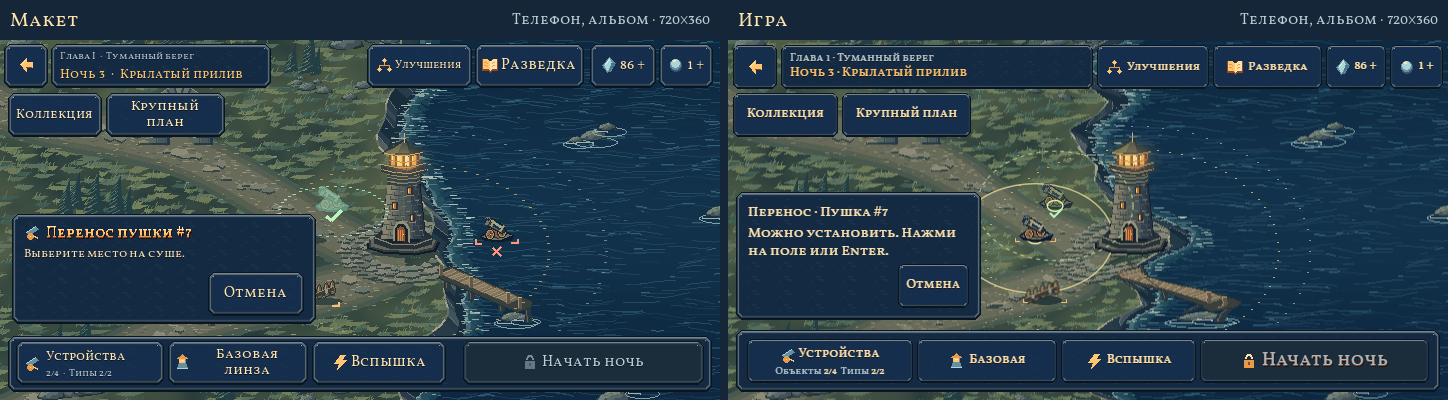 Макет
Телефон, альбом · 720×360
Глава I · Туманный берег
Ночь 3 · Крылатый прилив
Улучшения
Разведка
86 +
1 +
Коллекция
Крупный
план
Перенос пушки #7
Выберите место на суше.
Отмена
Устройства
2/4 · Типы 2/2
Базовая
линза
Вспышка
Начать ночь
Игра
Телефон, альбом · 720×360
Глава 1 · Туманный берег
Ночь 3 · Крылатый прилив
Улучшения
Разведка
86 +
1 +
Коллекция
Крупный план
Перенос · Пушка #7
Можно установить. Нажми
на поле или Enter.
Отмена
Устройства
Объекты 2/4 Типы 2/2
Базовая
Вспышка
Начать ночь